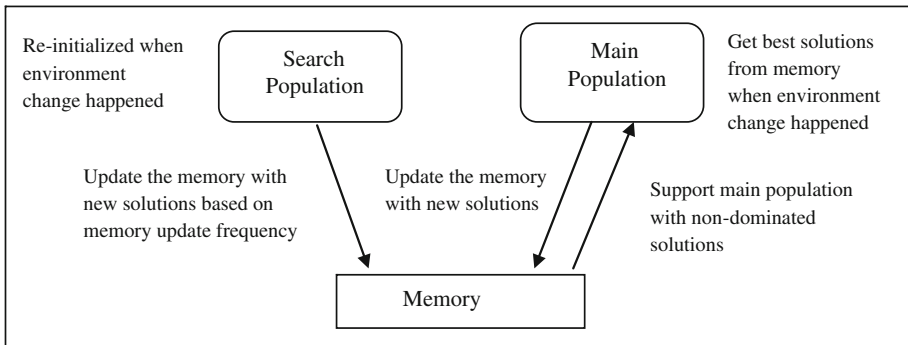 Re-initialized when
environment
change happened
Search
Population
Main
Population
Get best solutions
from memory
when environment
change happened
Update the memory with
new solutions based on
memory update frequency
Update the memory
with new solutions
Support main population
with non-dominated
solutions
Memory